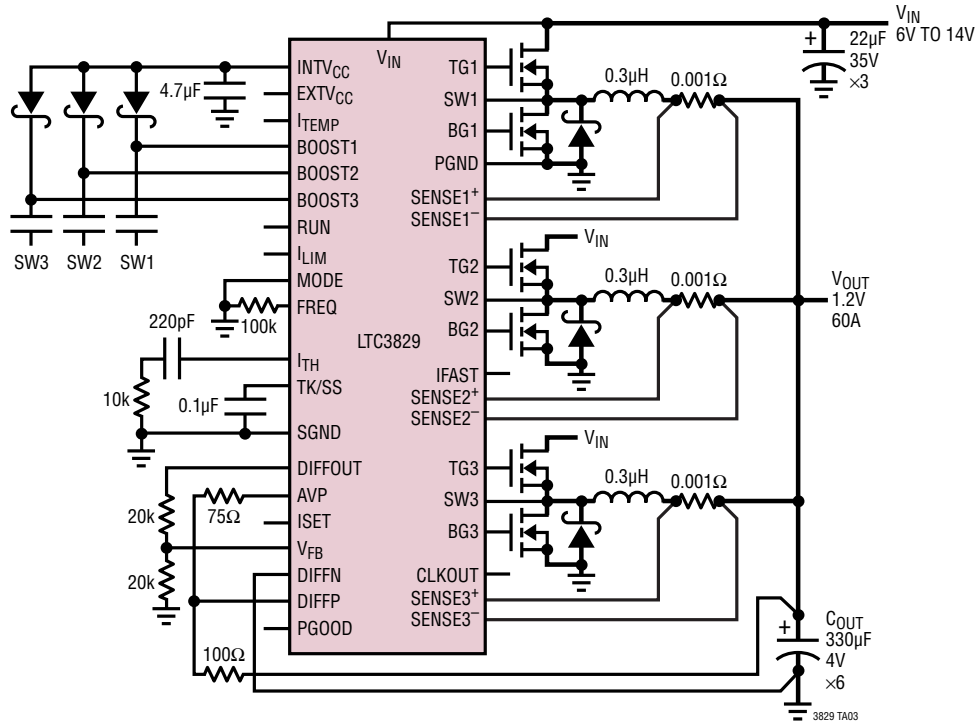 V_IN
6V TO 14V
22µF
35V
×3
+
V_IN
INTV_CC
EXTV_CC
I_TEMP
BOOST1
BOOST2
BOOST3
RUN
I_LIM
MODE
FREQ
I_TH
TK/SS
SGND
DIFFOUT
AVP
ISET
V_FB
DIFFN
DIFFP
PGOOD
LTC3829
TG1
SW1
BG1
PGND
SENSE1⁺
SENSE1⁻
TG2
SW2
BG2
IFAST
SENSE2⁺
SENSE2⁻
TG3
SW3
BG3
CLKOUT
SENSE3⁺
SENSE3⁻
4.7µF
SW3 SW2 SW1
100k
220pF
10k
0.1µF
20k
75Ω
20k
100Ω
0.3µH
0.001Ω
V_IN
0.3µH
0.001Ω
V_OUT
1.2V
60A
V_IN
0.3µH
0.001Ω
+
C_OUT
330µF
4V
×6
3829 TA03